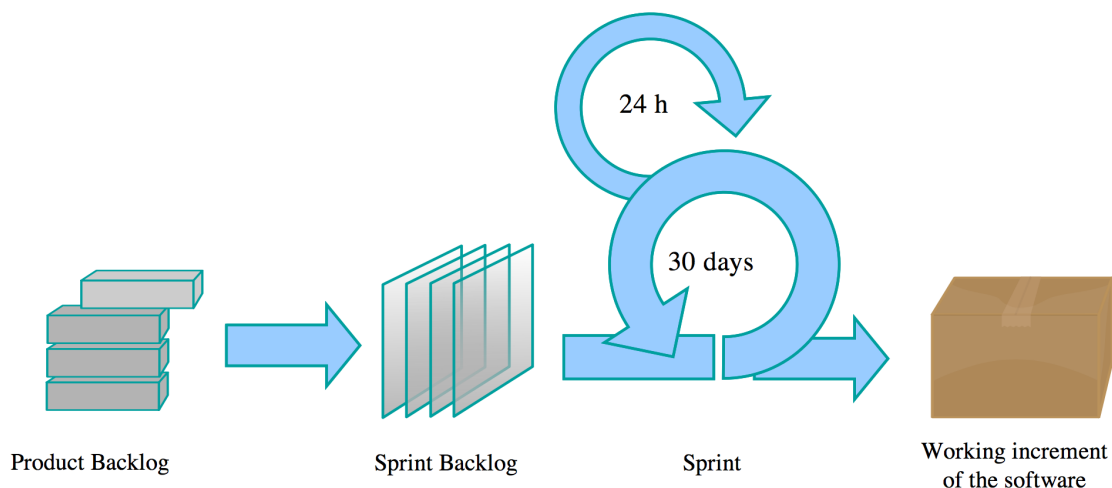 24 h
30 days
Product Backlog
Sprint Backlog
Sprint
Working increment
of the software